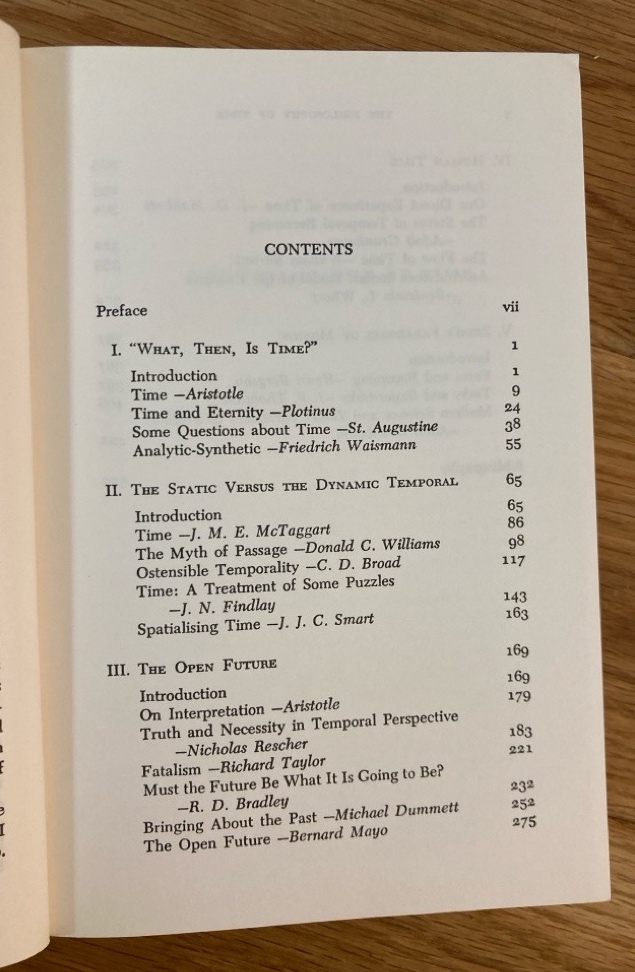 CONTENTS
Preface vii
I. "What, Then, Is Time?" 1
Introduction 1
Time —Aristotle 9
Time and Eternity —Plotinus 24
Some Questions about Time —St. Augustine 38
Analytic-Synthetic —Friedrich Waismann 55
II. The Static Versus the Dynamic Temporal 65
Introduction 65
Time —J. M. E. McTaggart 86
The Myth of Passage —Donald C. Williams 98
Ostensible Temporality —C. D. Broad 117
Time: A Treatment of Some Puzzles
—J. N. Findlay 143
Spatialising Time —J. J. C. Smart 163
III. The Open Future 169
Introduction 169
On Interpretation —Aristotle 179
Truth and Necessity in Temporal Perspective
—Nicholas Rescher 183
Fatalism —Richard Taylor 221
Must the Future Be What It Is Going to Be?
—R. D. Bradley 232
Bringing About the Past —Michael Dummett 252
The Open Future —Bernard Mayo 275